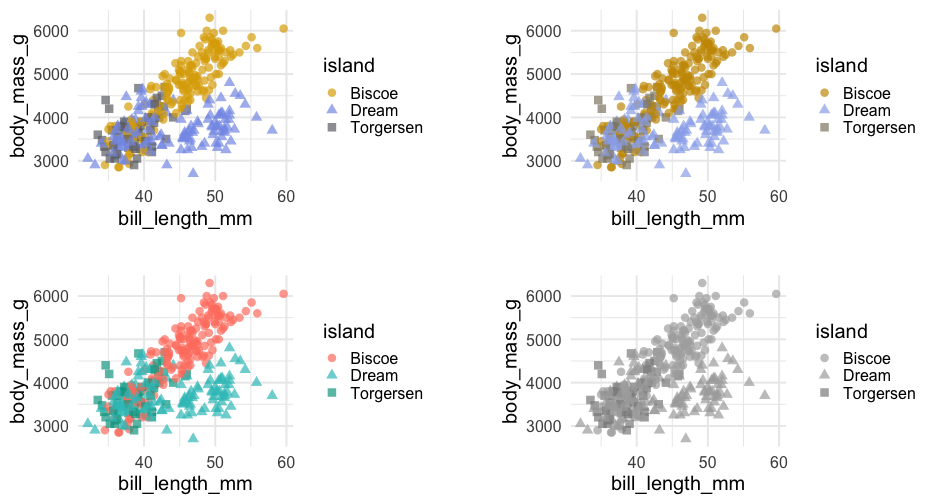 body_mass_g
6000
5000
4000
3000
40 50 60
bill_length_mm
island
Biscoe
Dream
Torgersen
body_mass_g
6000
5000
4000
3000
40 50 60
bill_length_mm
island
Biscoe
Dream
Torgersen
body_mass_g
6000
5000
4000
3000
40 50 60
bill_length_mm
island
Biscoe
Dream
Torgersen
body_mass_g
6000
5000
4000
3000
40 50 60
bill_length_mm
island
Biscoe
Dream
Torgersen